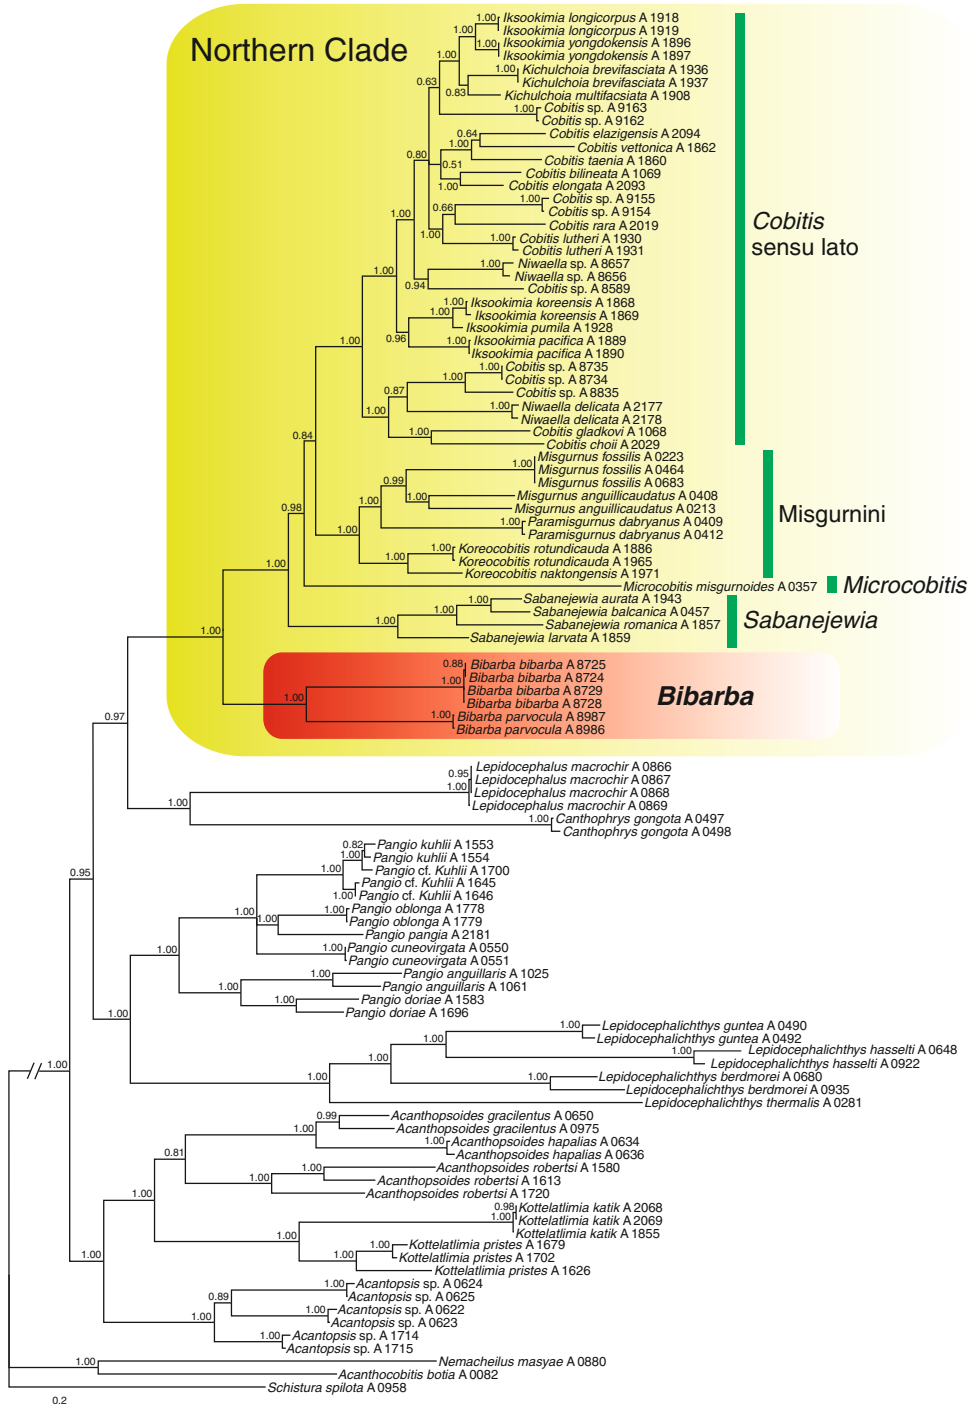 Northern Clade
1.00 Iksookimia longicorpus A 1918
Iksookimia longicorpus A 1919
1.00 Iksookimia yongdokensis A 1896
1.00 Iksookimia yongdokensis A 1897
1.00 1.00 Kichulchoia brevifasciata A 1936
0.63 Kichulchoia brevifasciata A 1937
0.83 Kichulchoia multifacsiata A 1908
1.00 Cobitis sp. A 9163
Cobitis sp. A 9162
0.64 Cobitis elazigensis A 2094
1.00 Cobitis vettonica A 1862
0.80 Cobitis taenia A 1860
0.51 Cobitis bilineata A 1069
1.00 Cobitis elongata A 2093
1.00 Cobitis sp. A 9155
0.66 Cobitis sp. A 9154
1.00 Cobitis rara A 2019
1.00 1.00 Cobitis lutheri A 1930
Cobitis lutheri A 1931
1.00 Niwaella sp. A 8657
1.00 Niwaella sp. A 8656
0.94 Cobitis sp. A 8589
1.00 Iksookimia koreensis A 1868
1.00 Iksookimia koreensis A 1869
Iksookimia pumila A 1928
0.96 1.00 Iksookimia pacifica A 1889
1.00 Iksookimia pacifica A 1890
1.00 Cobitis sp. A 8735
1.00 Cobitis sp. A 8734
0.87 Cobitis sp. A 8835
1.00 Niwaella delicata A 2177
1.00 Niwaella delicata A 2178
Cobitis gladkovi A 1068
0.84 1.00 Cobitis choii A 2029
Cobitis
sensu lato
Misgurnus fossilis A 0223
1.00 Misgurnus fossilis A 0464
0.99 Misgurnus fossilis A 0683
1.00 1.00 Misgurnus anguillicaudatus A 0408
0.98 Misgurnus anguillicaudatus A 0213
1.00 Paramisgurnus dabryanus A 0409
1.00 Paramisgurnus dabryanus A 0412
1.00 Koreocobitis rotundicauda A 1886
1.00 Koreocobitis rotundicauda A 1965
1.00 Koreocobitis naktongensis A 1971
Misgurnini
Microcobitis misgurnoides A 0357
Microcobitis
1.00 Sabanejewia aurata A 1943
1.00 Sabanejewia balcanica A 0457
1.00 Sabanejewia romanica A 1857
1.00 Sabanejewia larvata A 1859
Sabanejewia
0.88 Bibarba bibarba A 8725
1.00 Bibarba bibarba A 8724
1.00 Bibarba bibarba A 8729
Bibarba bibarba A 8728
1.00 Bibarba parvocula A 8987
Bibarba parvocula A 8986
Bibarba
0.97
Lepidocephalus macrochir A 0866
0.95 Lepidocephalus macrochir A 0867
1.00 Lepidocephalus macrochir A 0868
1.00 Lepidocephalus macrochir A 0869
1.00 Canthophrys gongota A 0497
Canthophrys gongota A 0498
0.82 Pangio kuhlii A 1553
1.00 Pangio kuhlii A 1554
1.00 Pangio cf. Kuhlii A 1700
0.95 Pangio cf. Kuhlii A 1645
1.00 Pangio cf. Kuhlii A 1646
1.00 1.00 Pangio oblonga A 1778
1.00 Pangio oblonga A 1779
Pangio pangia A 2181
1.00 1.00 Pangio cuneovirgata A 0550
Pangio cuneovirgata A 0551
1.00 Pangio anguillaris A 1025
1.00 Pangio anguillaris A 1061
1.00 Pangio doriae A 1583
1.00 Pangio doriae A 1696
1.00 Lepidocephalichthys guntea A 0490
1.00 Lepidocephalichthys guntea A 0492
1.00 Lepidocephalichthys hasselti A 0648
1.00 1.00 Lepidocephalichthys hasselti A 0922
1.00 Lepidocephalichthys berdmorei A 0680
1.00 Lepidocephalichthys berdmorei A 0935
Lepidocephalichthys thermalis A 0281
0.99 Acanthopsoides gracilentus A 0650
1.00 Acanthopsoides gracilentus A 0975
1.00 Acanthopsoides hapalias A 0634
0.81 Acanthopsoides hapalias A 0636
1.00 Acanthopsoides robertsi A 1580
1.00 Acanthopsoides robertsi A 1613
1.00 Acanthopsoides robertsi A 1720
0.98 Kottelatlimia katik A 2068
1.00 Kottelatlimia katik A 2069
1.00 Kottelatlimia katik A 1855
1.00 Kottelatlimia pristes A 1679
1.00 1.00 Kottelatlimia pristes A 1702
Kottelatlimia pristes A 1626
1.00 Acantopsis sp. A 0624
0.89 Acantopsis sp. A 0625
1.00 Acantopsis sp. A 0622
1.00 Acantopsis sp. A 0623
1.00 Acantopsis sp. A 1714
Acantopsis sp. A 1715
1.00 Nemacheilus masyae A 0880
Acanthocobitis botia A 0082
Schistura spilota A 0958
0.2